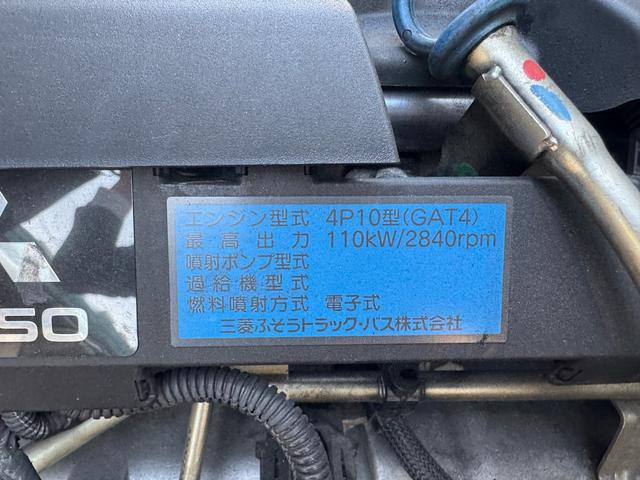 エンジン型式 4P10型(GAT4)
最高出力 110kW/2840rpm
噴射ポンプ型式
過給機型式
燃料噴射方式 電子式
三菱ふそうトラック・バス株式会社
50